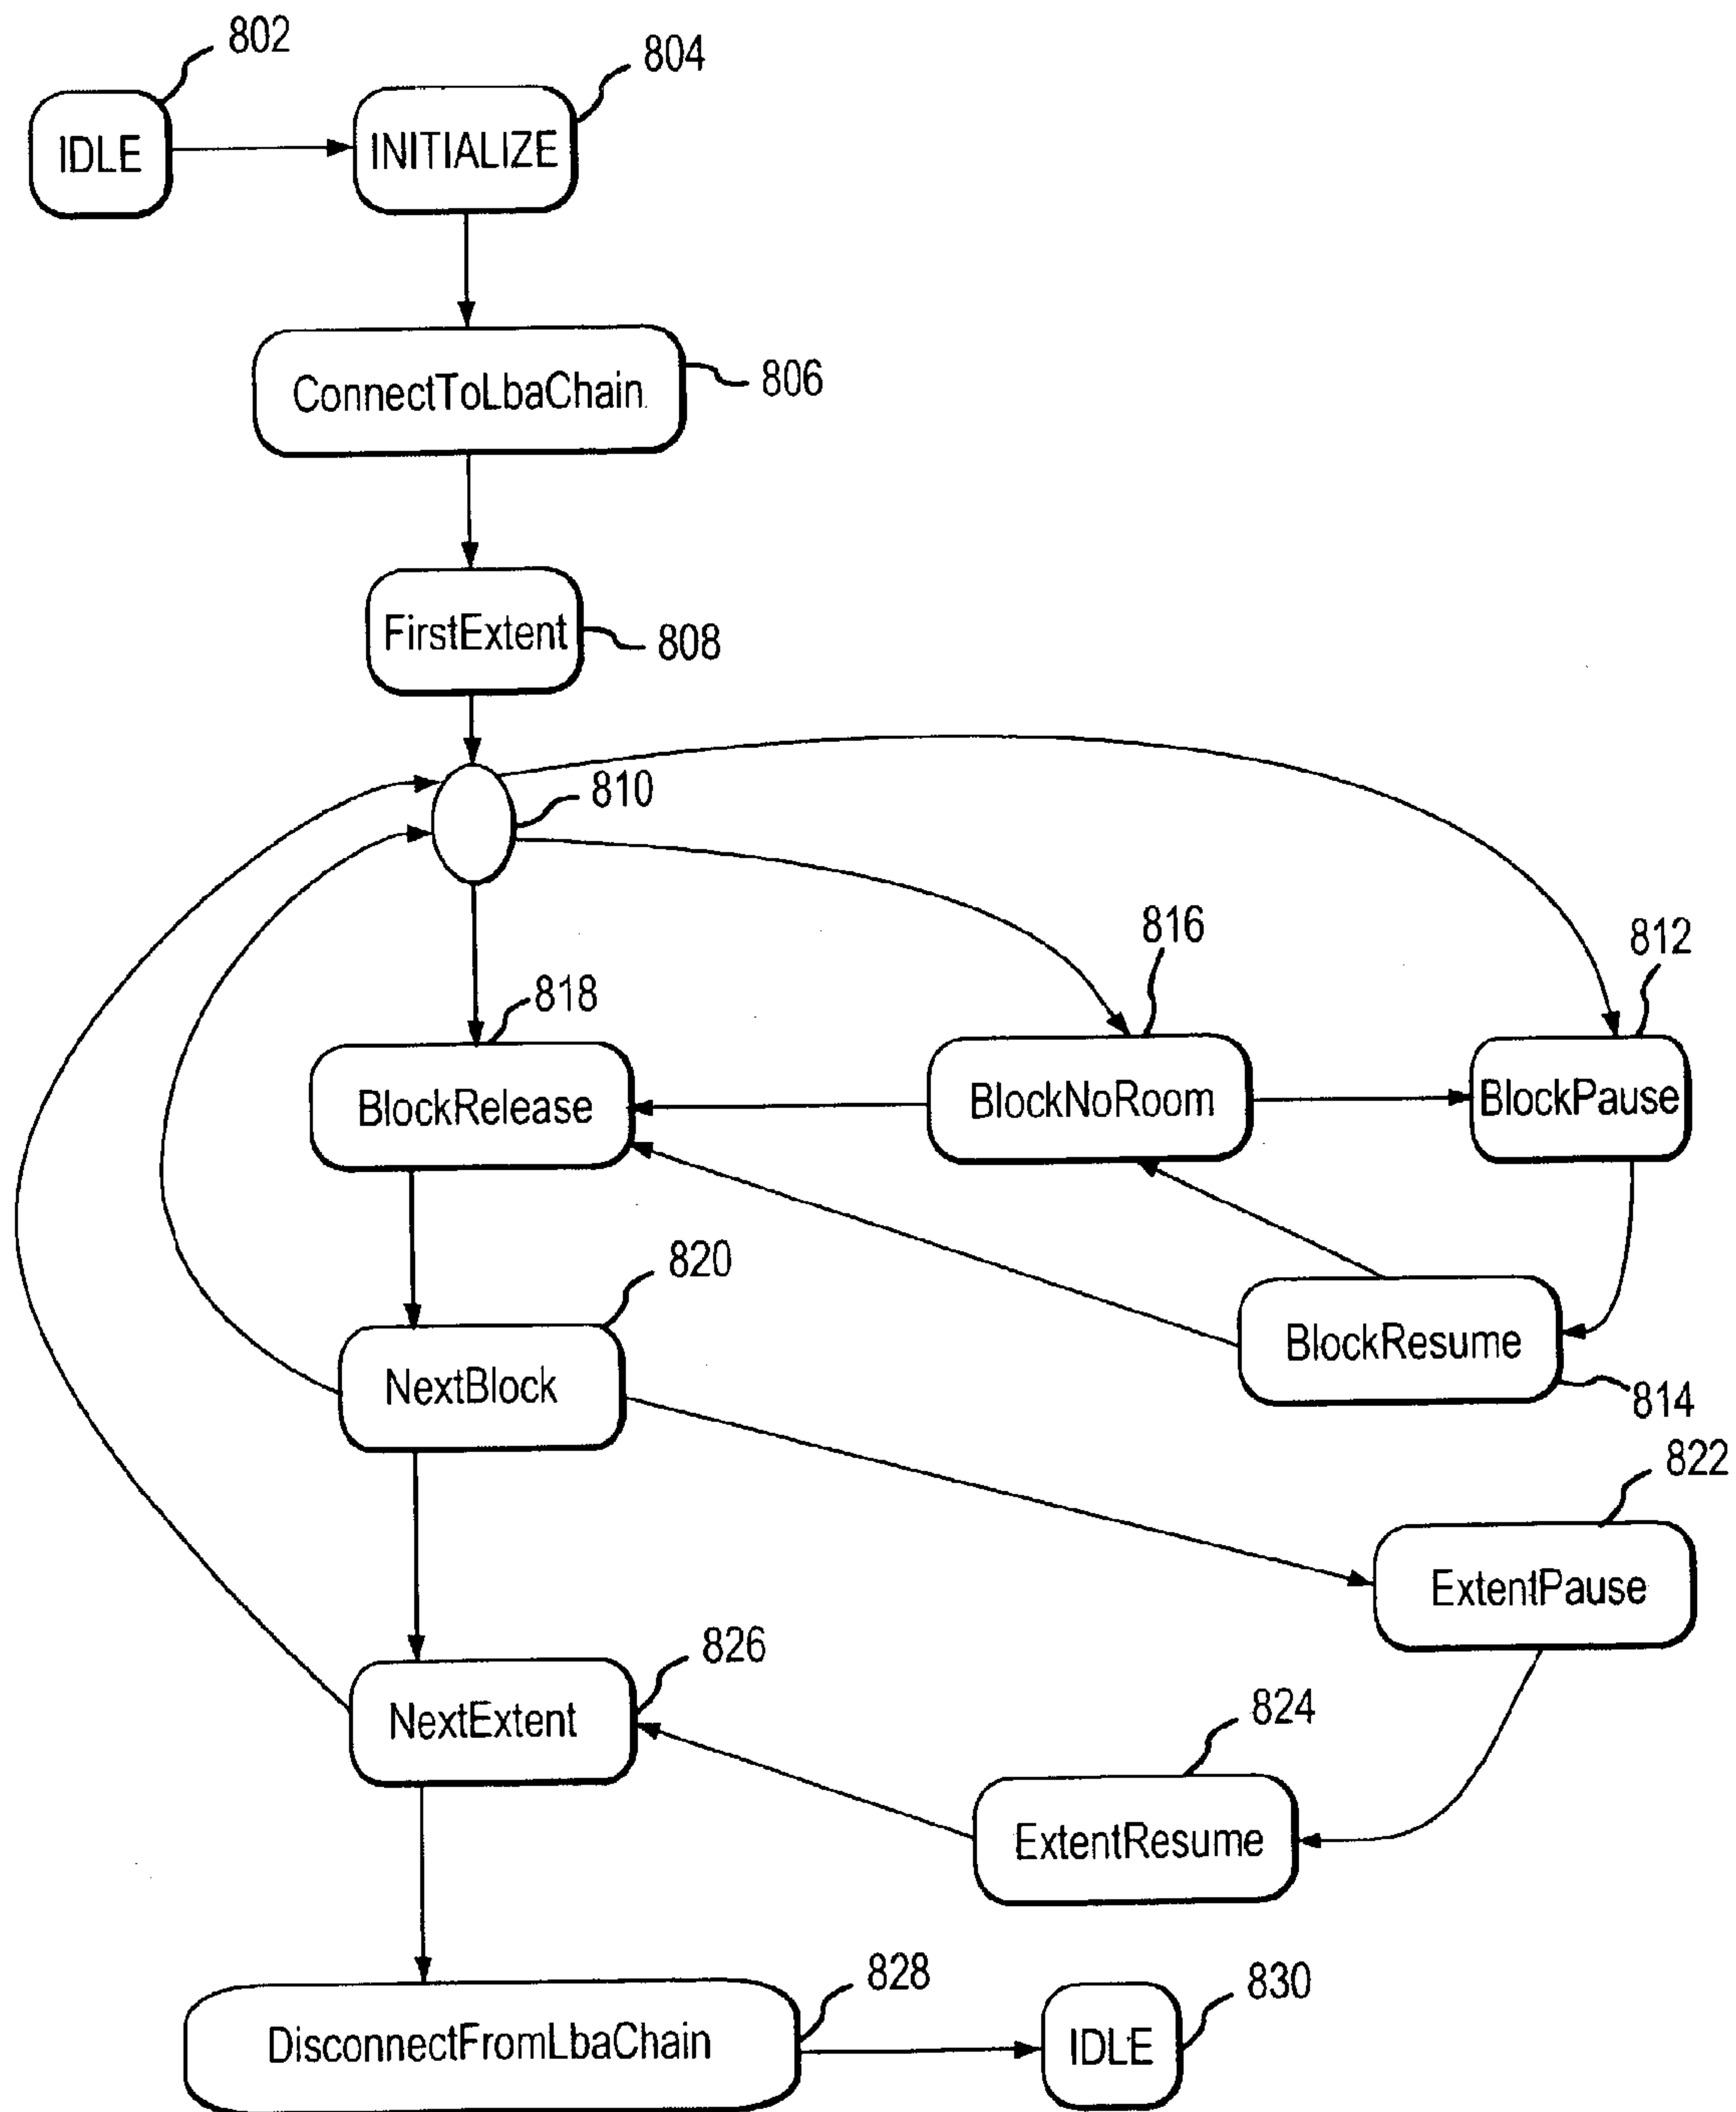 802
804
IDLE
INITIALIZE
ConnectToLbaChain
806
FirstExtent
808
810
816
812
818
BlockRelease
BlockNoRoom
BlockPause
820
BlockResume
NextBlock
814
822
ExtentPause
826
NextExtent
824
ExtentResume
828
830
DisconnectFromLbaChain
IDLE